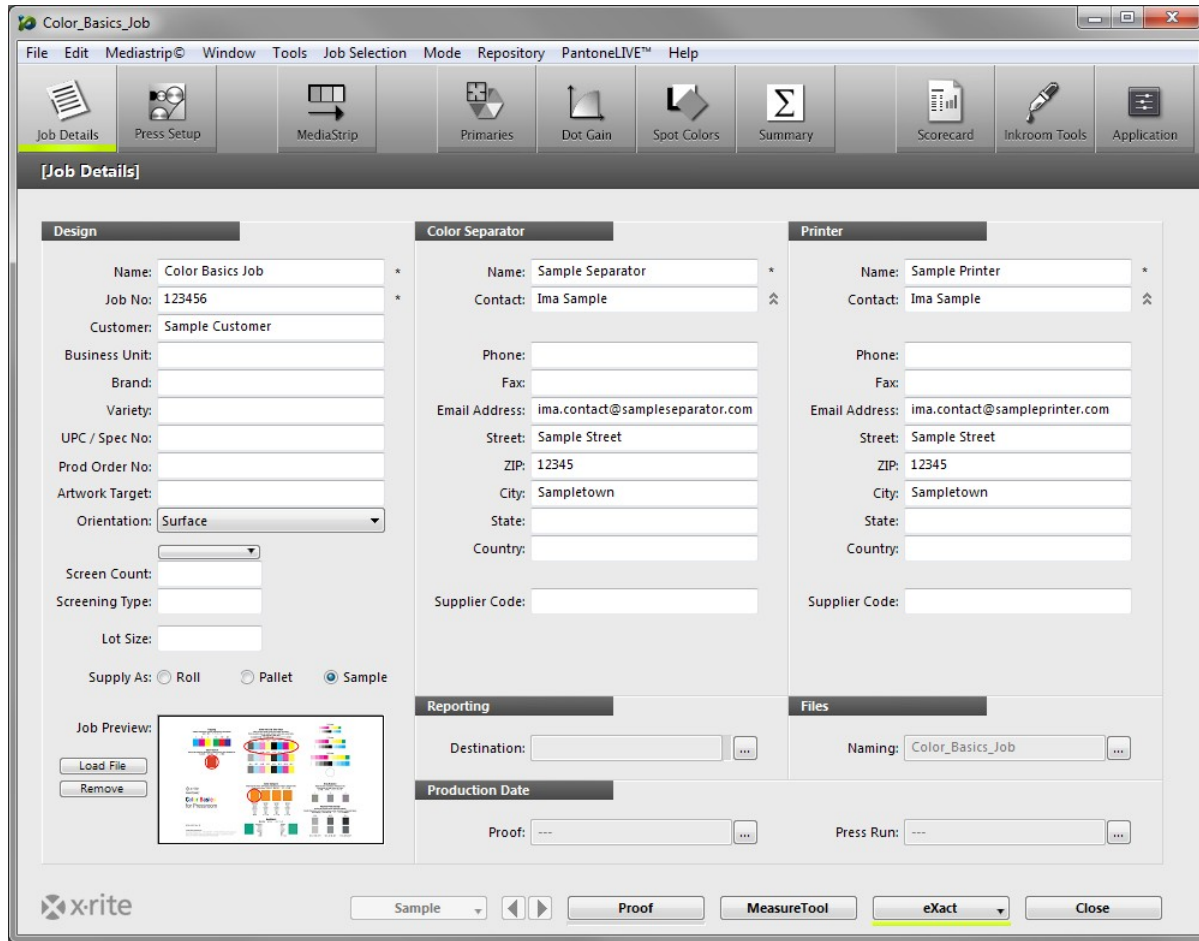 Color_Basics_Job
File Edit Mediastrip© Window Tools Job Selection Mode Repository PantoneLIVE™ Help
Job Details Press Setup MediaStrip Primaries Dot Gain Spot Colors Summary Scorecard Inkroom Tools Application
[Job Details]
Design
Name: Color Basics Job *
Job No: 123456 *
Customer: Sample Customer
Business Unit:
Brand:
Variety:
UPC / Spec No:
Prod Order No:
Artwork Target:
Orientation: Surface
Screen Count:
Screening Type:
Lot Size:
Supply As: Roll Pallet Sample
Job Preview:
Load File
Remove
Color Basics
for Pressroom
Color Separator
Name: Sample Separator *
Contact: Ima Sample
Phone:
Fax:
Email Address: ima.contact@sampleseparator.com
Street: Sample Street
ZIP: 12345
City: Sampletown
State:
Country:
Supplier Code:
Printer
Name: Sample Printer *
Contact: Ima Sample
Phone:
Fax:
Email Address: ima.contact@sampleprinter.com
Street: Sample Street
ZIP: 12345
City: Sampletown
State:
Country:
Supplier Code:
Reporting
Destination: ...
Files
Naming: Color_Basics_Job ...
Production Date
Proof: --- ...
Press Run: --- ...
x·rite
Sample Proof MeasureTool eXact Close